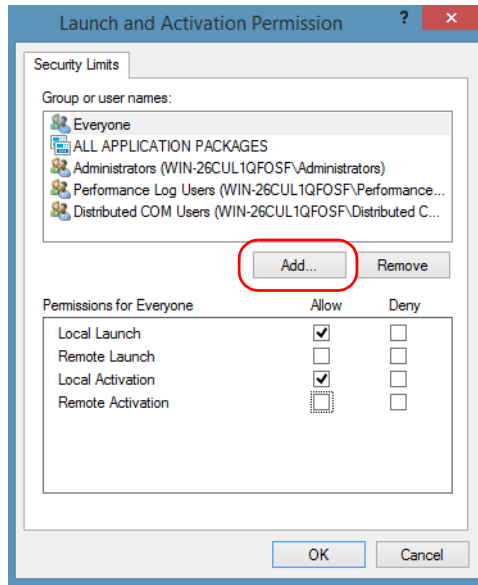 Launch and Activation Permission ? ×
Security Limits
Group or user names:
Everyone
ALL APPLICATION PACKAGES
Administrators (WIN-26CUL1QFOSF\Administrators)
Performance Log Users (WIN-26CUL1QFOSF\Performance...
Distributed COM Users (WIN-26CUL1QFOSF\Distributed C...
Add... Remove
Permissions for Everyone Allow Deny
Local Launch
Remote Launch
Local Activation
Remote Activation
OK Cancel